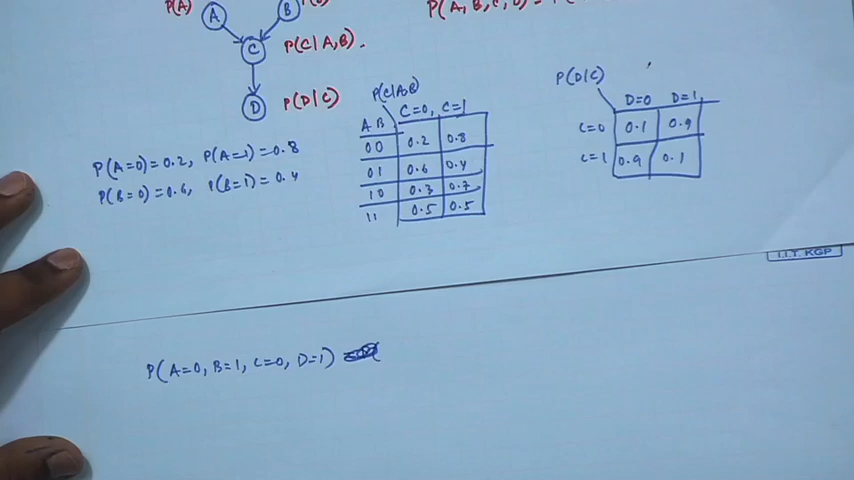 P(A)
A
B
P(A, B, C, D) =
C
P(C|A,B).
D
P(D|C)
P(A=0)=0.2, P(A=1)=0.8
P(B=0)=0.6, P(B=1)=0.4
P(C|A,B)
A B C=0, C=1
00 0.2 0.8
01 0.6 0.4
10 0.3 0.7
11 0.5 0.5
P(D|C)
D=0 D=1
C=0 0.1 0.9
C=1 0.9 0.1
I.I.T. KGP
P(A=0, B=1, C=0, D=1)